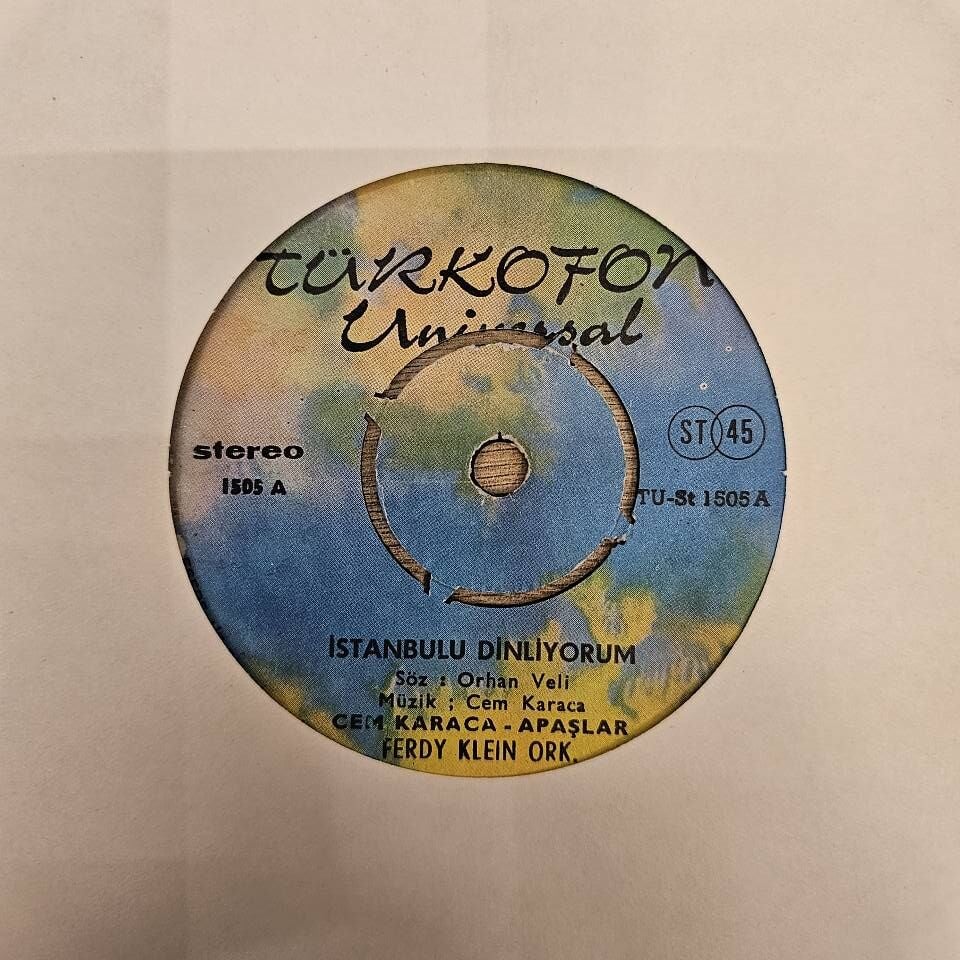 TÜRKOFON
Universal
stereo
1505 A
ST 45
TU-St 1505 A
İSTANBULU DİNLİYORUM
Söz : Orhan Veli
Müzik ; Cem Karaca
CEM KARACA - APAŞLAR
FERDY KLEIN ORK.